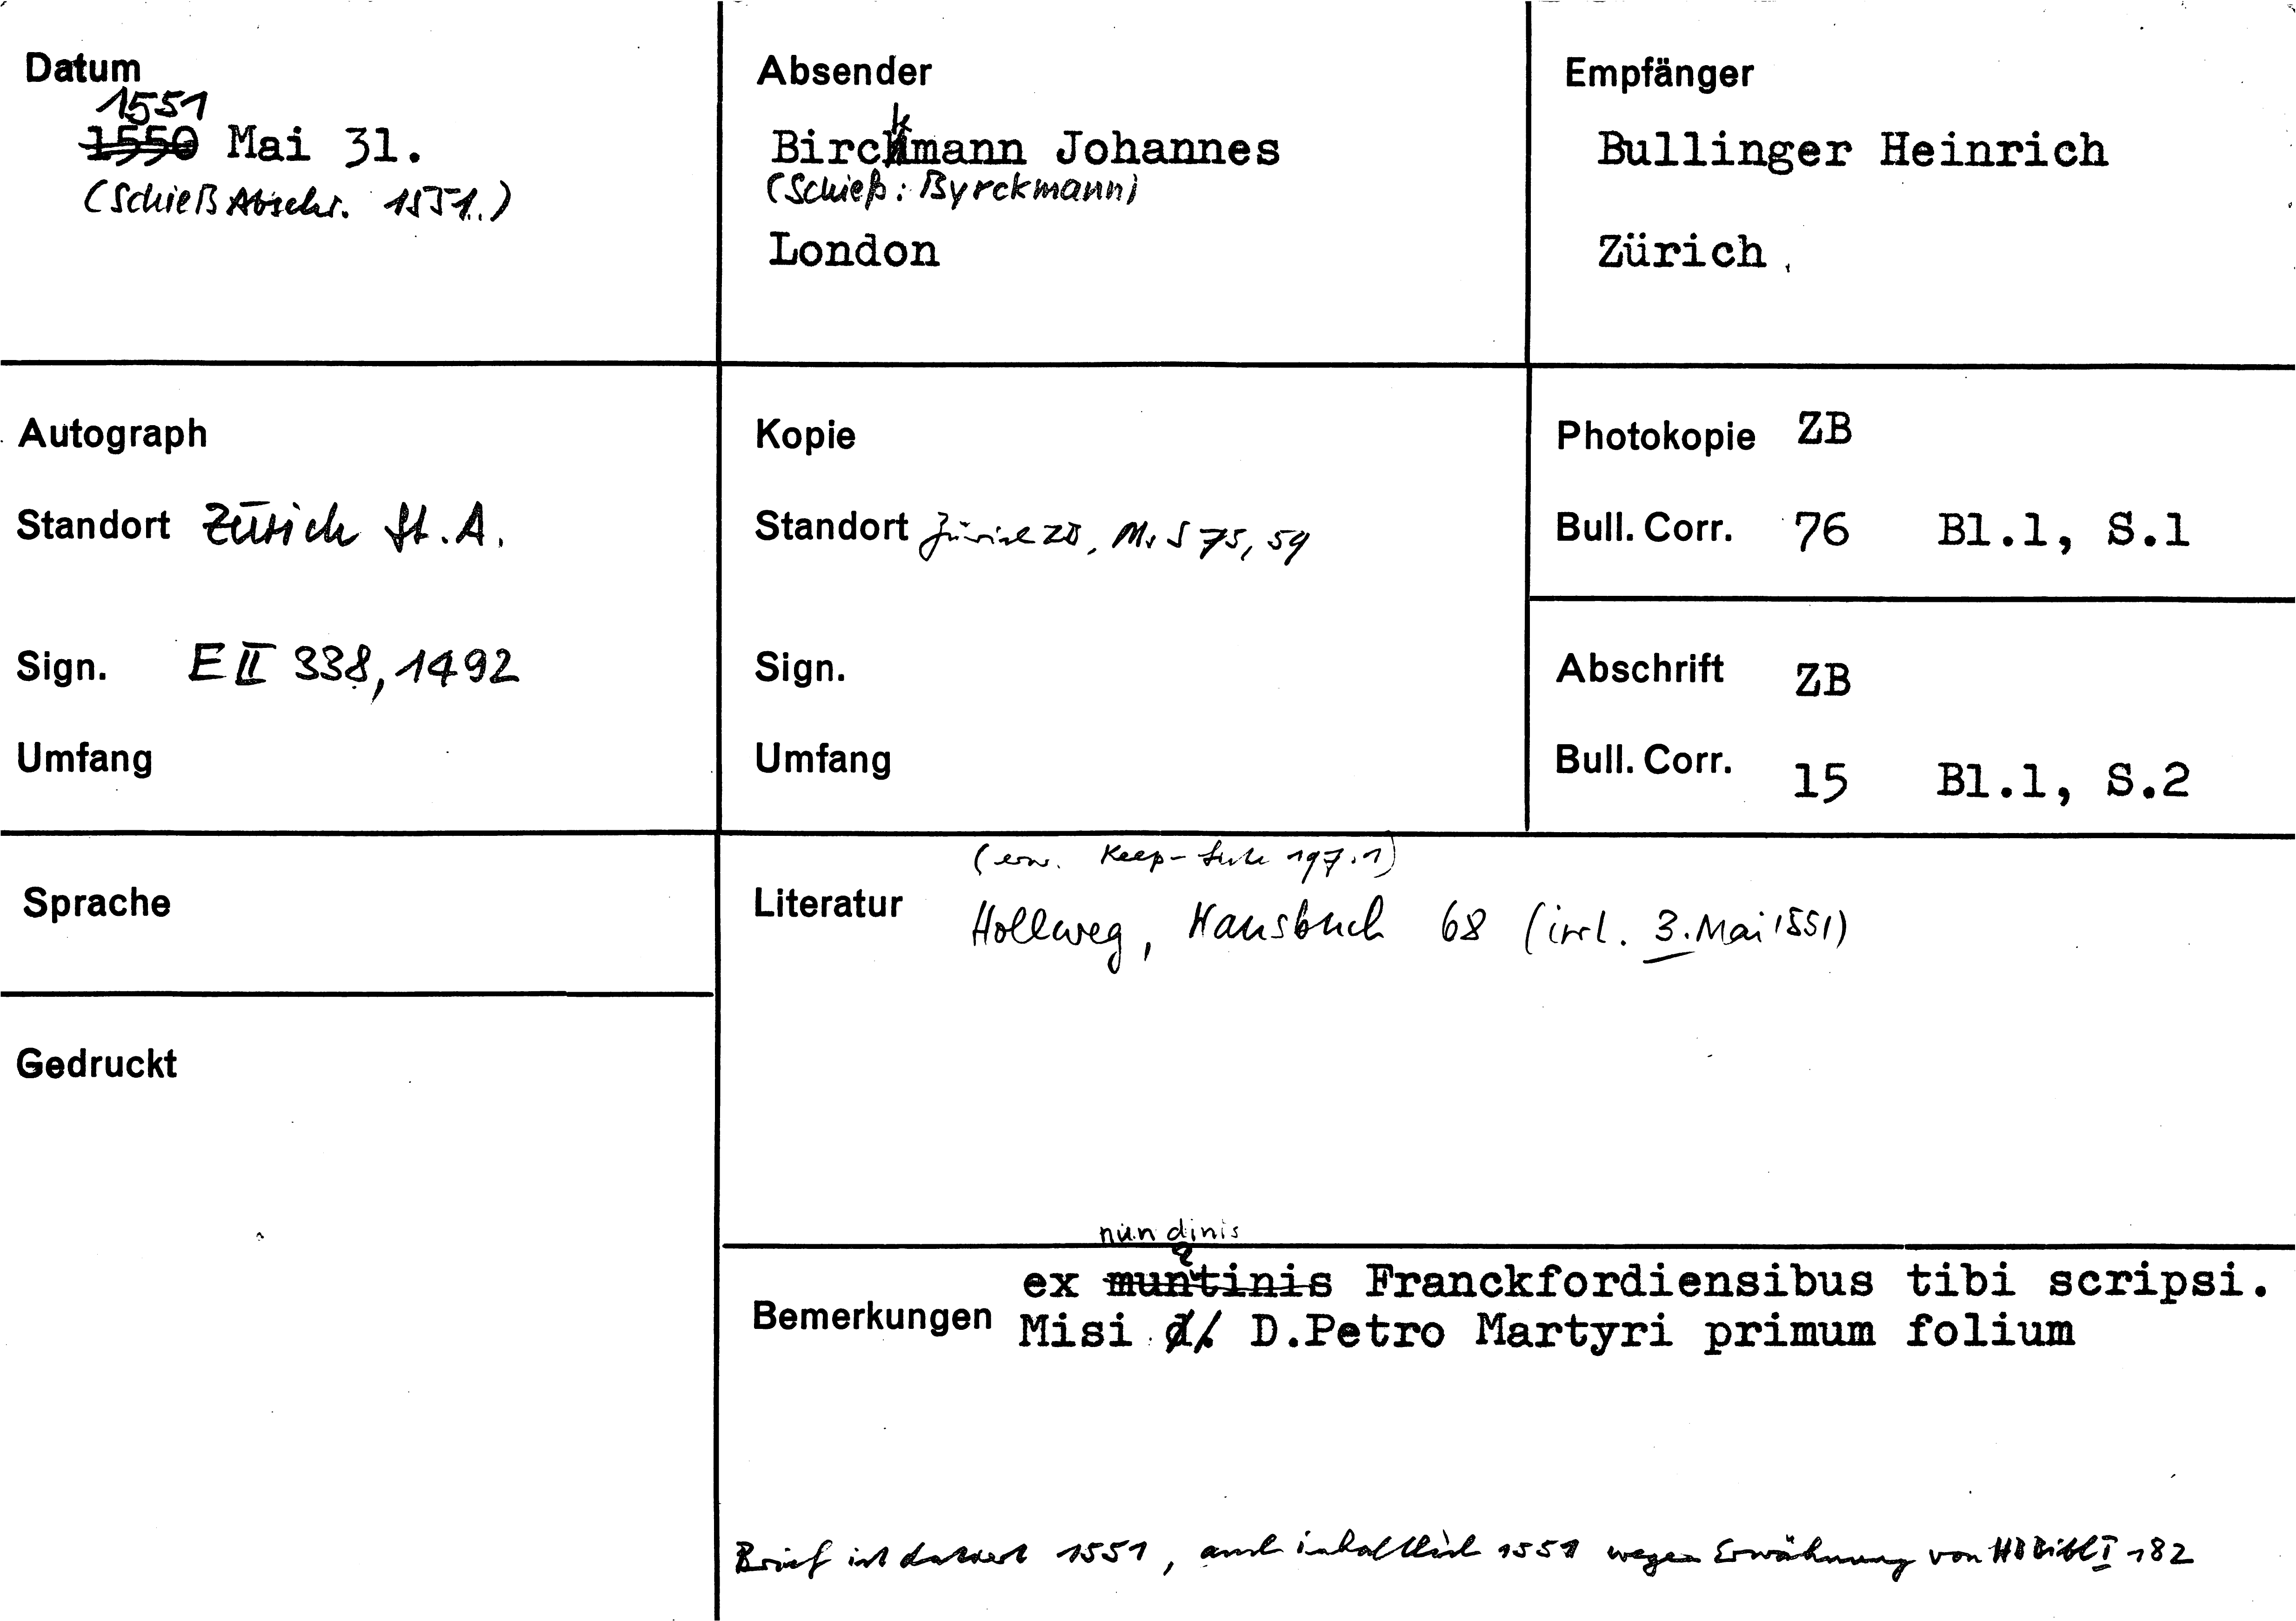 Datum
1551
1550 Mai 31.
(Schieß Abschr. 1551.)
Absender
Birckmann Johannes
(Schieß: Byrckmann)
London
Empfänger
Bullinger Heinrich
Zürich
Autograph
Standort Zürich St.A.
Sign. E II 338, 1492
Umfang
Kopie
Standort Zürich ZB, Ms S 75, 59
Sign.
Umfang
Photokopie ZB
Bull. Corr. 76 Bl.1, S.1
Abschrift ZB
Bull. Corr. 15 Bl.1, S.2
Sprache
Gedruckt
(erw. Keep- 197.1)
Literatur Hollweg, Hausbuch 68 (irrt. 3. Mai 1551)
nundinis
ex muntinis Franckfordiensibus tibi scripsi.
Bemerkungen Misi D.Petro Martyri primum folium
Brief ist datiert 1551, auch inhaltlich 1551 wegen Erwähnung von HBBibl I 182